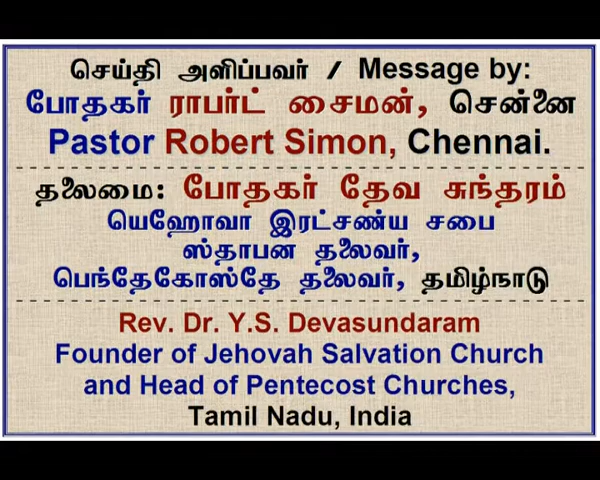 செய்தி அளிப்பவர் / Message by:
போதகர் ராபர்ட் சைமன், சென்னை
Pastor Robert Simon, Chennai.
தலைமை: போதகர் தேவ சுந்தரம்
யெஹோவா இரட்சண்ய சபை
ஸ்தாபன தலைவர்,
பெந்தேகோஸ்தே தலைவர், தமிழ்நாடு
Rev. Dr. Y.S. Devasundaram
Founder of Jehovah Salvation Church
and Head of Pentecost Churches,
Tamil Nadu, India